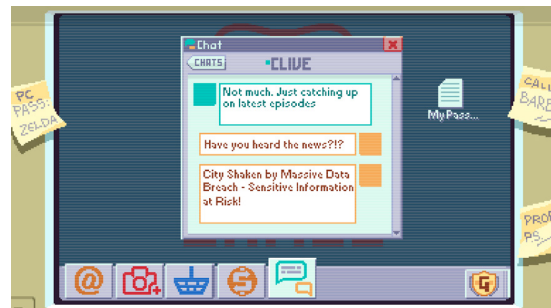 Chat
CHATS
•CLIVE
Not much. Just catching up
on latest episodes
Have you heard the news?!?
City Shaken by Massive Data
Breach - Sensitive Information
at Risk!
PC
PASS:
ZELDA
My Pass...
CALL
BARB
PRO
P.S.
@
G